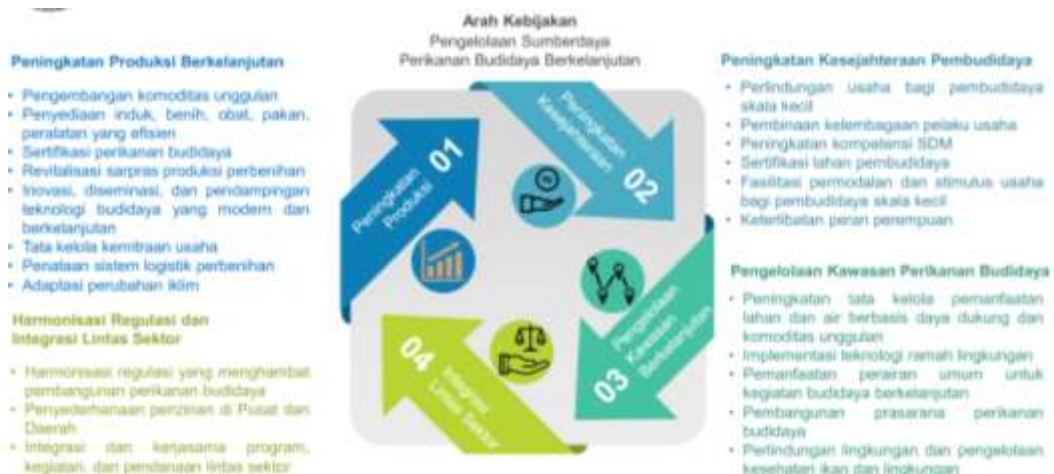 Arah Kebijakan
Pengelolaan Sumberdaya
Perikanan Budidaya Berkelanjutan
Peningkatan Produksi Berkelanjutan
• Pengembangan komoditas unggulan
• Penyediaan induk, benih, obat, pakan,
peralatan yang efisien
• Sertifikasi perikanan budidaya
• Revitalisasi sarpras produksi perbenihan
• Inovasi, diseminasi, dan pendampingan
teknologi budidaya yang modern dan
berkelanjutan
• Tata kelola kemitraan usaha
• Penataan sistem logistik perbenihan
• Adaptasi perubahan iklim
01
Peningkatan
Produksi
Peningkatan
Kesejahteraan
02
Peningkatan Kesejahteraan Pembudidaya
• Perlindungan usaha bagi pembudidaya
skala kecil
• Pembinaan kelembagaan pelaku usaha
• Peningkatan kompetensi SDM
• Sertifikasi lahan pembudidaya
• Fasilitasi permodalan dan stimulus usaha
bagi pembudidaya skala kecil
• Keterlibatan peran perempuan
Pengelolaan
Kawasan
Berkelanjutan
03
Pengelolaan Kawasan Perikanan Budidaya
• Peningkatan tata kelola pemanfaatan
lahan dan air berbasis daya dukung dan
komoditas unggulan
• Implementasi teknologi ramah lingkungan
• Pemanfaatan perairan umum untuk
kegiatan budidaya berkelanjutan
• Pembangunan prasarana perikanan
budidaya
• Perlindungan lingkungan dan pengelolaan
kesehatan ikan dan lingkungan
04
Integrasi
Lintas Sektor
Harmonisasi Regulasi dan
Integrasi Lintas Sektor
• Harmonisasi regulasi yang menghambat
pembangunan perikanan budidaya
• Penyederhanaan perizinan di Pusat dan
Daerah
• Integrasi dan kerjasama program,
kegiatan, dan pendanaan lintas sektor